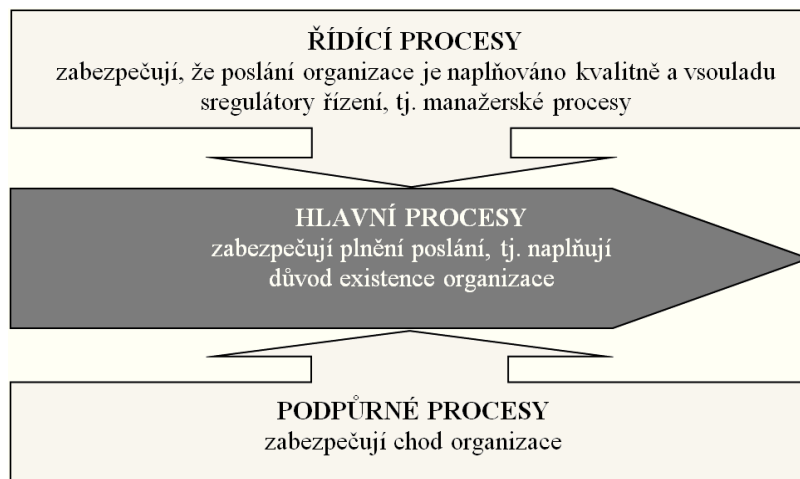 ŘÍDÍCÍ PROCESY
zabezpečují, že poslání organizace je naplňováno kvalitně a vsouladu
sregulátory řízení, tj. manažerské procesy
HLAVNÍ PROCESY
zabezpečují plnění poslání, tj. naplňují
důvod existence organizace
PODPŮRNÉ PROCESY
zabezpečují chod organizace